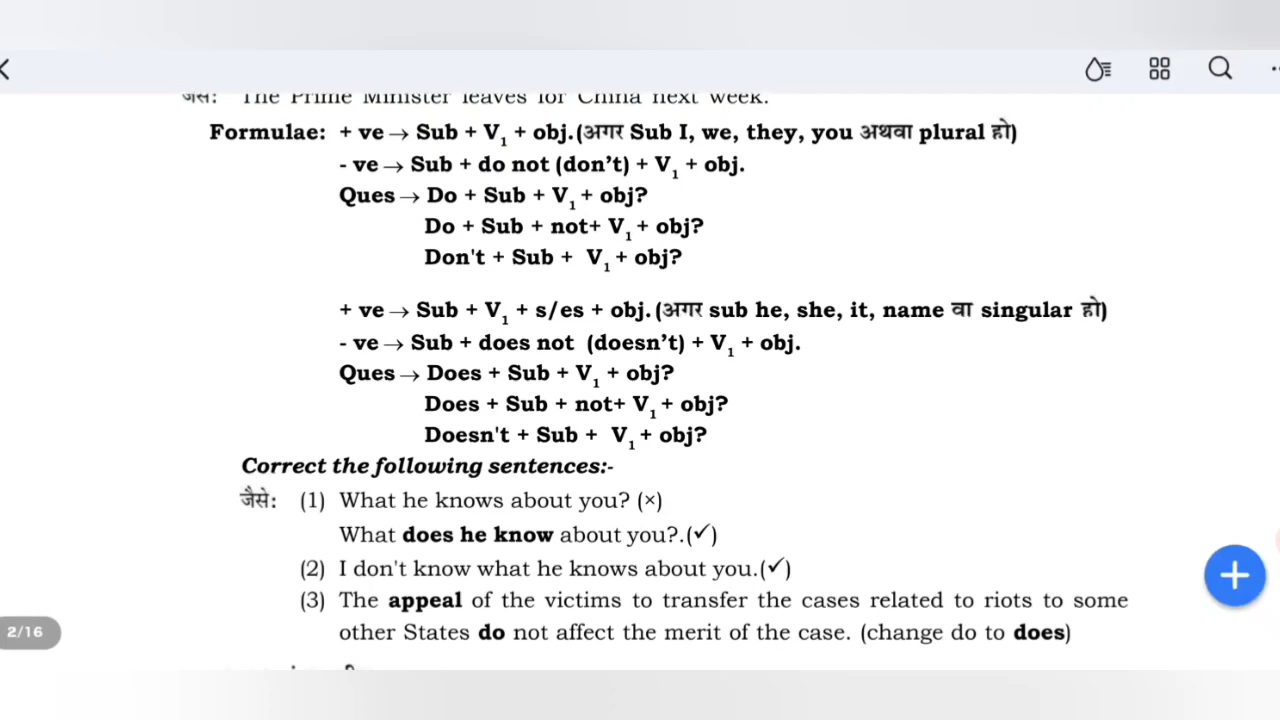 जैसे: The Prime Minister leaves for China next week.
Formulae: + ve → Sub + V₁ + obj.(अगर Sub I, we, they, you अथवा plural हो)
- ve → Sub + do not (don’t) + V₁ + obj.
Ques → Do + Sub + V₁ + obj?
Do + Sub + not+ V₁ + obj?
Don't + Sub + V₁ + obj?
+ ve → Sub + V₁ + s/es + obj.(अगर sub he, she, it, name वा singular हो)
- ve → Sub + does not (doesn’t) + V₁ + obj.
Ques → Does + Sub + V₁ + obj?
Does + Sub + not+ V₁ + obj?
Doesn't + Sub + V₁ + obj?
Correct the following sentences:-
जैसे: (1) What he knows about you? (×)
What does he know about you?.(✓)
(2) I don't know what he knows about you.(✓)
(3) The appeal of the victims to transfer the cases related to riots to some
other States do not affect the merit of the case. (change do to does)
2/16